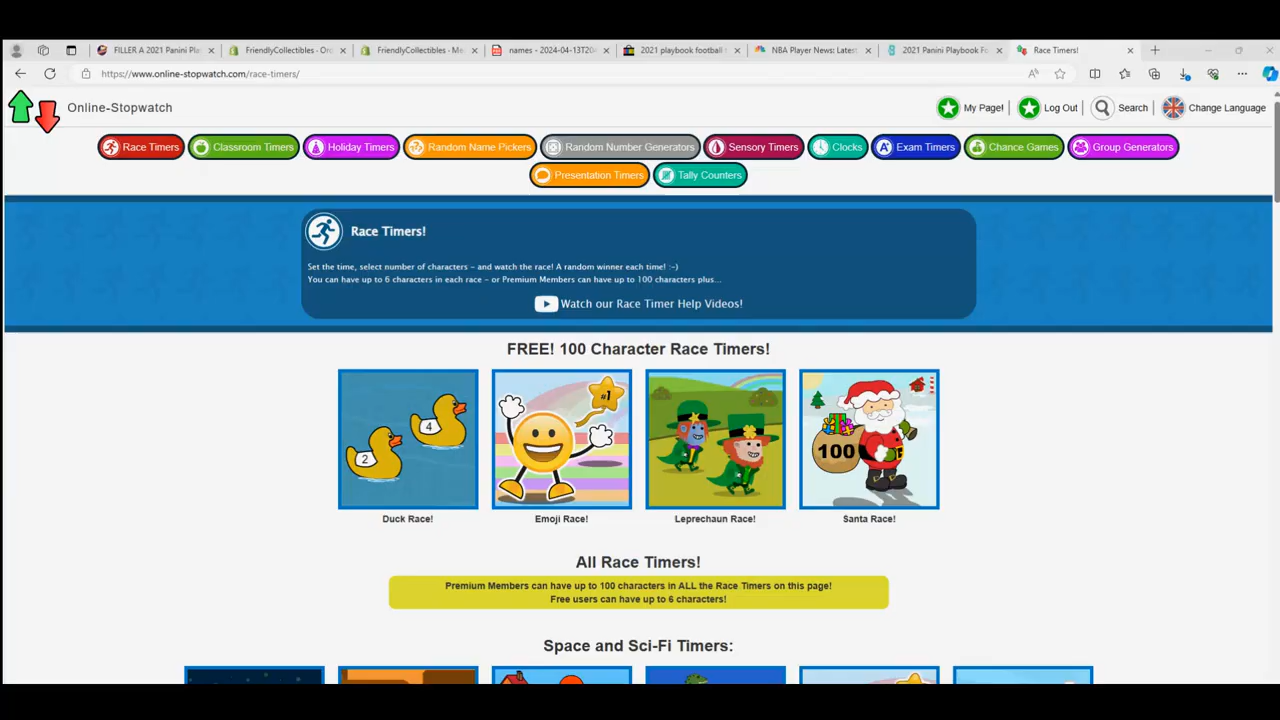 FILLER A 2021 Panini Pla
FriendlyCollectibles - Or
FriendlyCollectibles - Me
names - 2024-04-13T20
2021 playbook football
NBA Player News: Latest
2021 Panini Playbook Fo
Race Timers!
https://www.online-stopwatch.com/race-timers/
Online-Stopwatch
My Page!
Log Out
Search
Change Language
Race Timers
Classroom Timers
Holiday Timers
Random Name Pickers
Random Number Generators
Sensory Timers
Clocks
Exam Timers
Chance Games
Group Generators
Presentation Timers
Tally Counters
Race Timers!
Set the time, select number of characters - and watch the race! A random winner each time! :-)
You can have up to 6 characters in each race - or Premium Members can have up to 100 characters plus...
Watch our Race Timer Help Videos!
FREE! 100 Character Race Timers!
2
4
#1
100
Duck Race!
Emoji Race!
Leprechaun Race!
Santa Race!
All Race Timers!
Premium Members can have up to 100 characters in ALL the Race Timers on this page!
Free users can have up to 6 characters!
Space and Sci-Fi Timers: